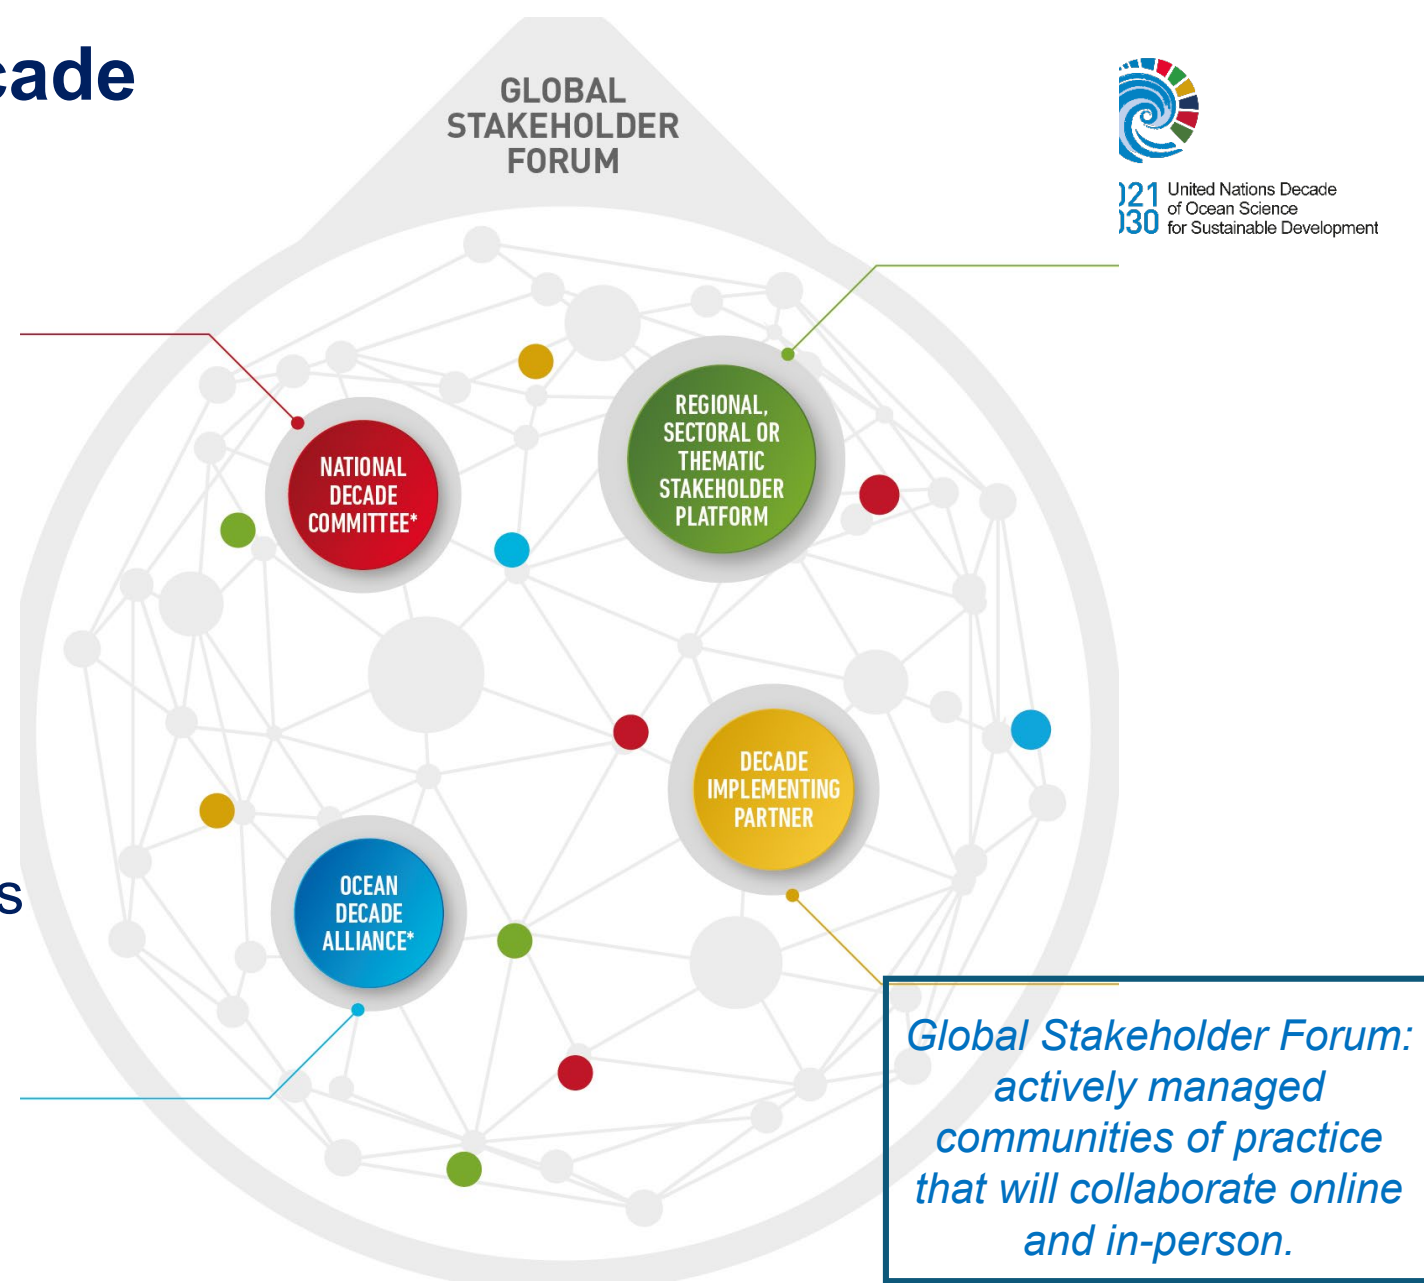 cade
GLOBAL
STAKEHOLDER
FORUM
021
030
United Nations Decade
of Ocean Science
for Sustainable Development
REGIONAL,
SECTORAL OR
THEMATIC
STAKEHOLDER
PLATFORM
NATIONAL
DECADE
COMMITTEE*
DECADE
IMPLEMENTING
PARTNER
s
OCEAN
DECADE
ALLIANCE*
Global Stakeholder Forum:
actively managed
communities of practice
that will collaborate online
and in-person.